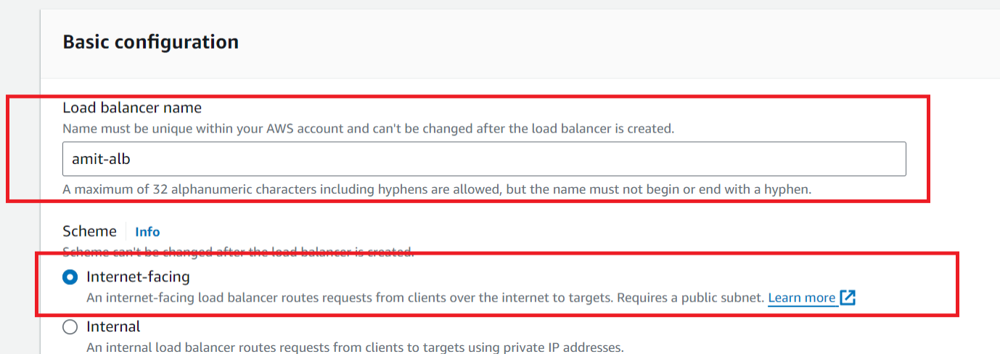 Basic configuration
Load balancer name
Name must be unique within your AWS account and can't be changed after the load balancer is created.
amit-alb
A maximum of 32 alphanumeric characters including hyphens are allowed, but the name must not begin or end with a hyphen.
Scheme Info
Scheme can't be changed after the load balancer is created.
Internet-facing
An internet-facing load balancer routes requests from clients over the internet to targets. Requires a public subnet. Learn more
Internal
An internal load balancer routes requests from clients to targets using private IP addresses.